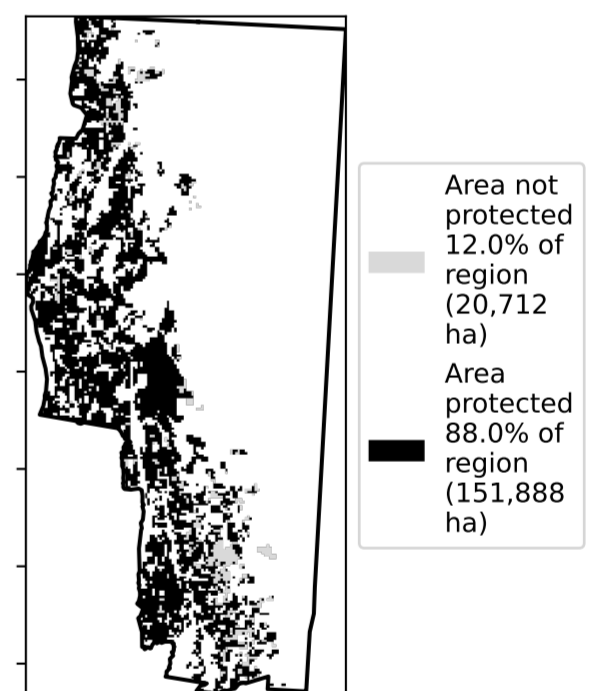 Area not
protected
12.0% of
region
(20,712
ha)
Area
protected
88.0% of
region
(151,888
ha)